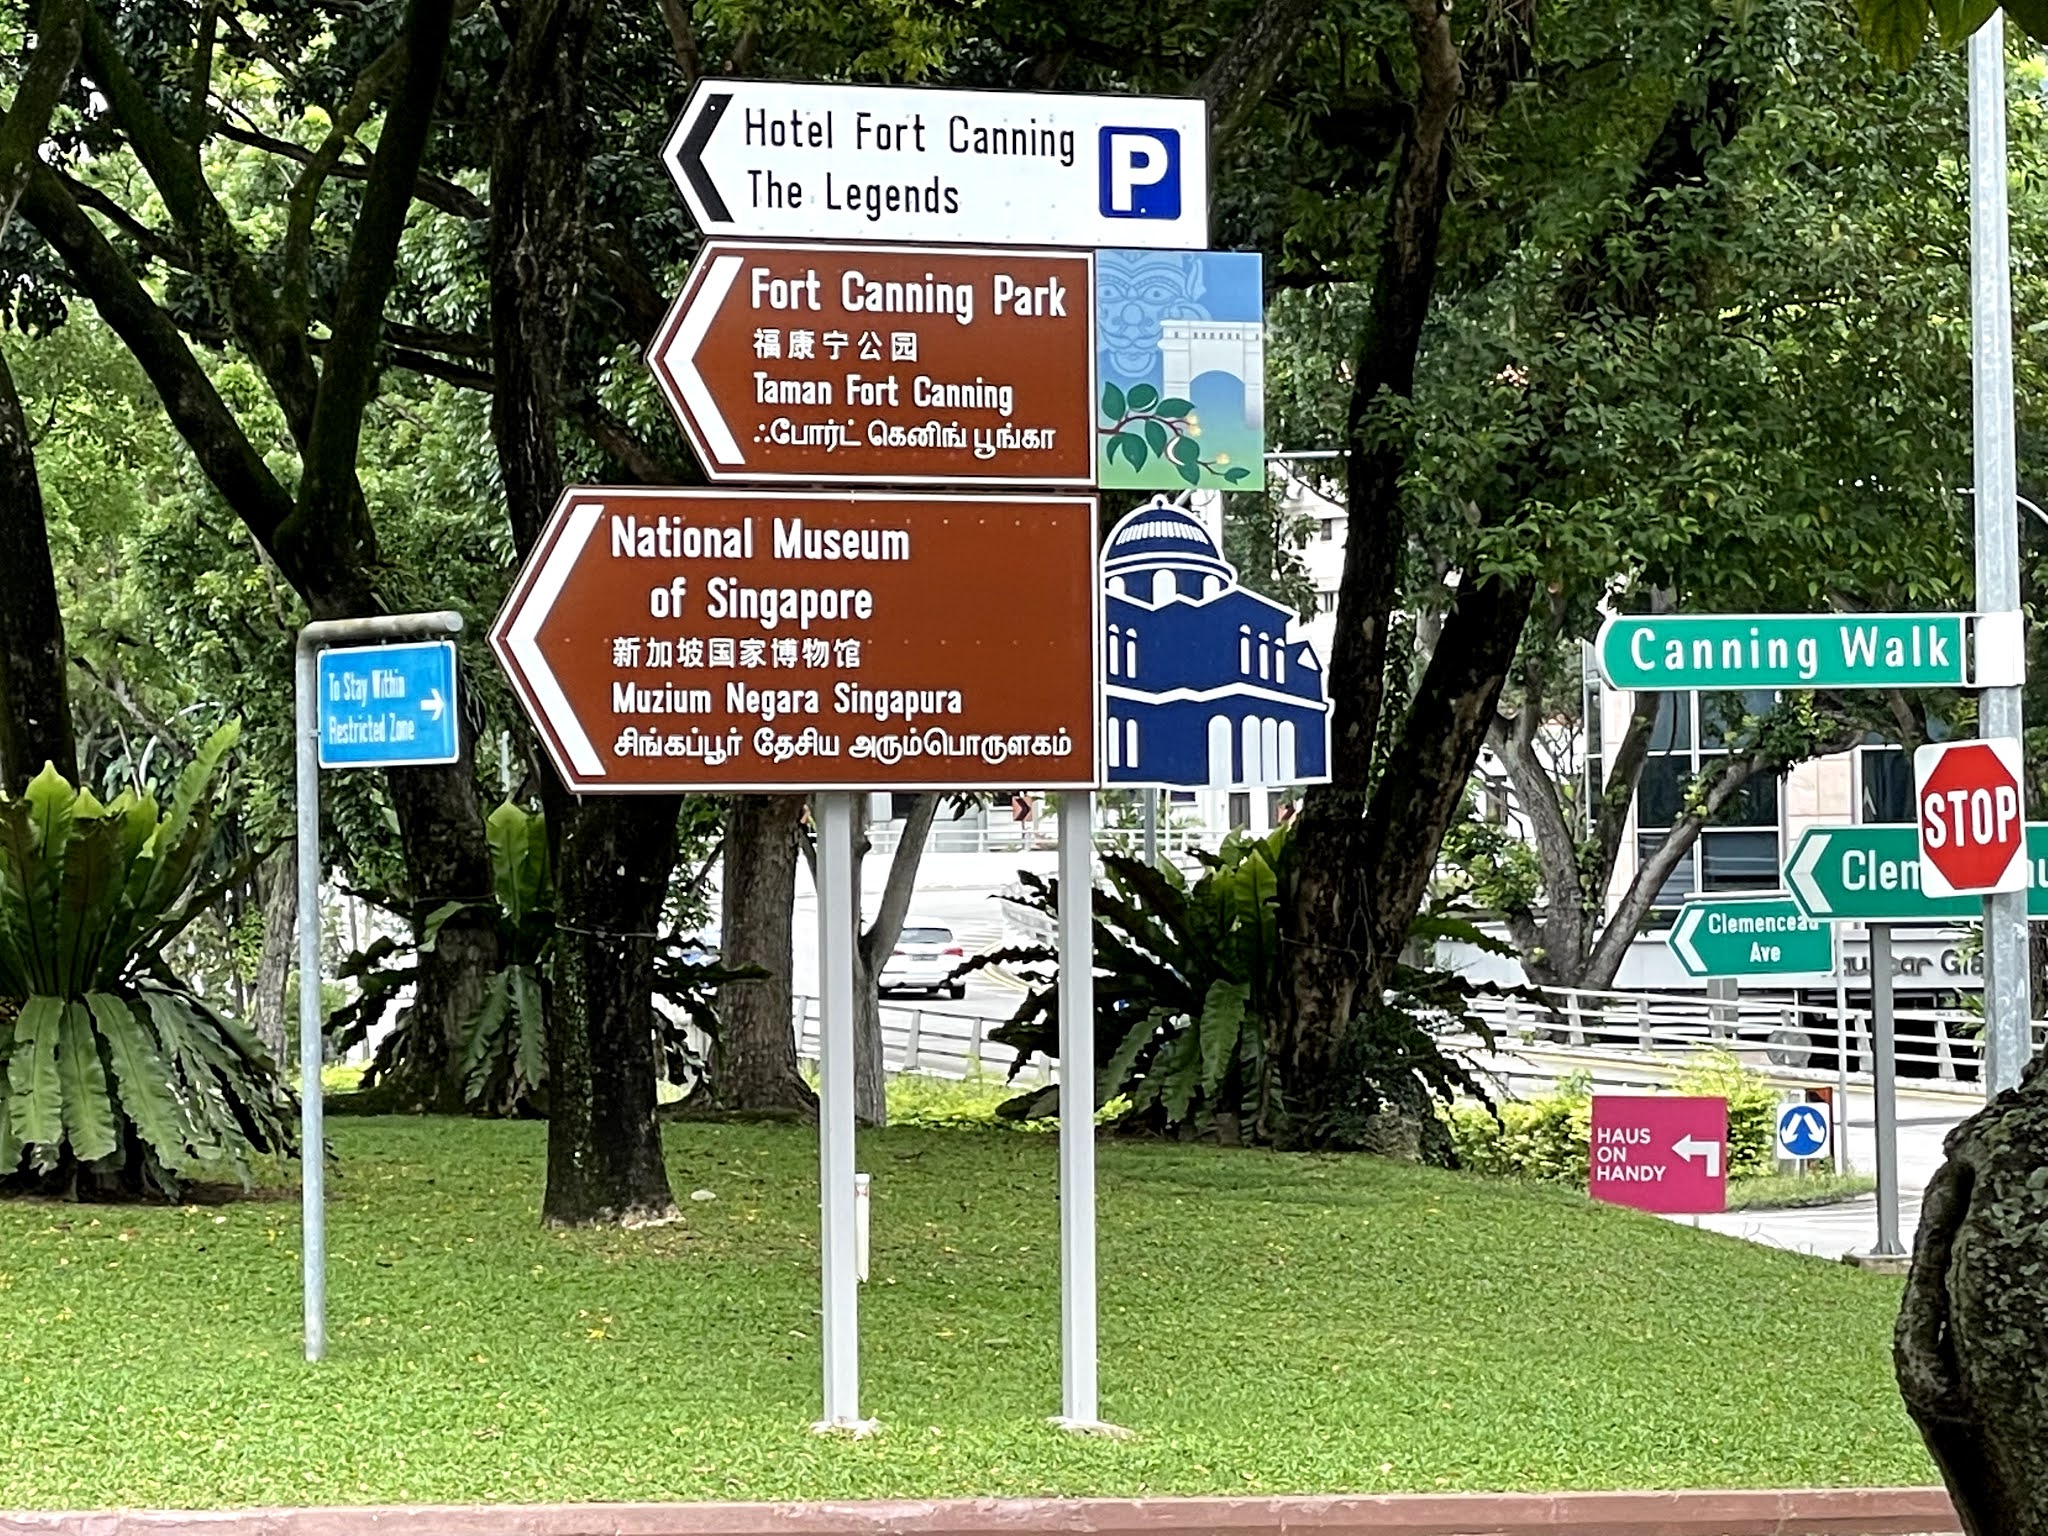 Hotel Fort Canning
The Legends
P
Fort Canning Park
福康宁公园
Taman Fort Canning
ஃபோர்ட் கெனிங் பூங்கா
National Museum
of Singapore
新加坡国家博物馆
Muzium Negara Singapura
சிங்கப்பூர் தேசிய அரும்பொருளகம்
To Stay Within
Restricted Zone
Canning Walk
STOP
Clemenceau
Ave
HAUS
ON
HANDY